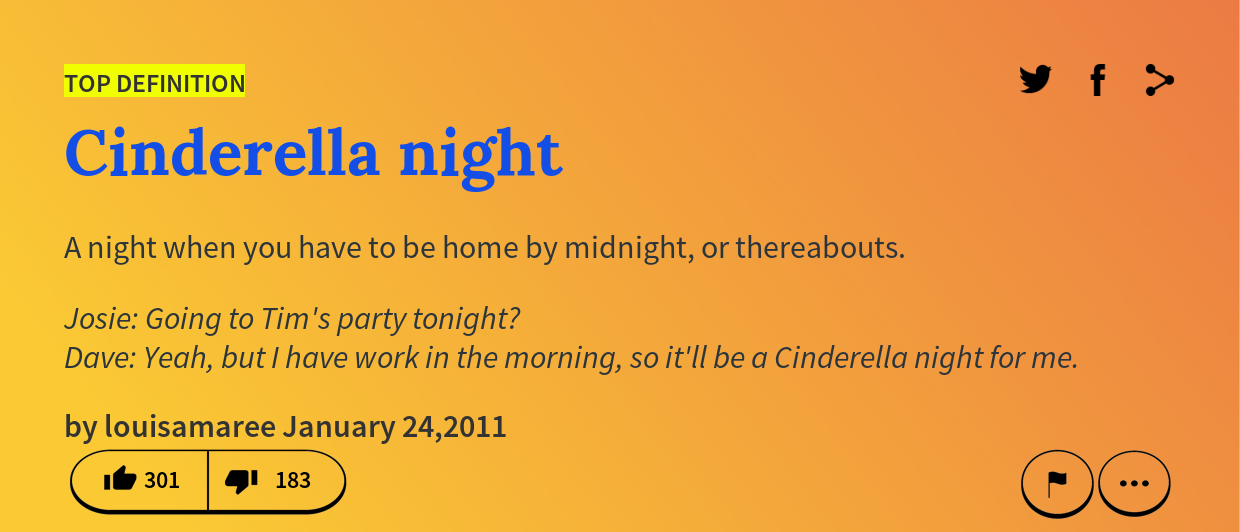 TOP DEFINITION
Cinderella night
A night when you have to be home by midnight, or thereabouts.
Josie: Going to Tim's party tonight?
Dave: Yeah, but I have work in the morning, so it'll be a Cinderella night for me.
by louisamaree January 24,2011
301 183